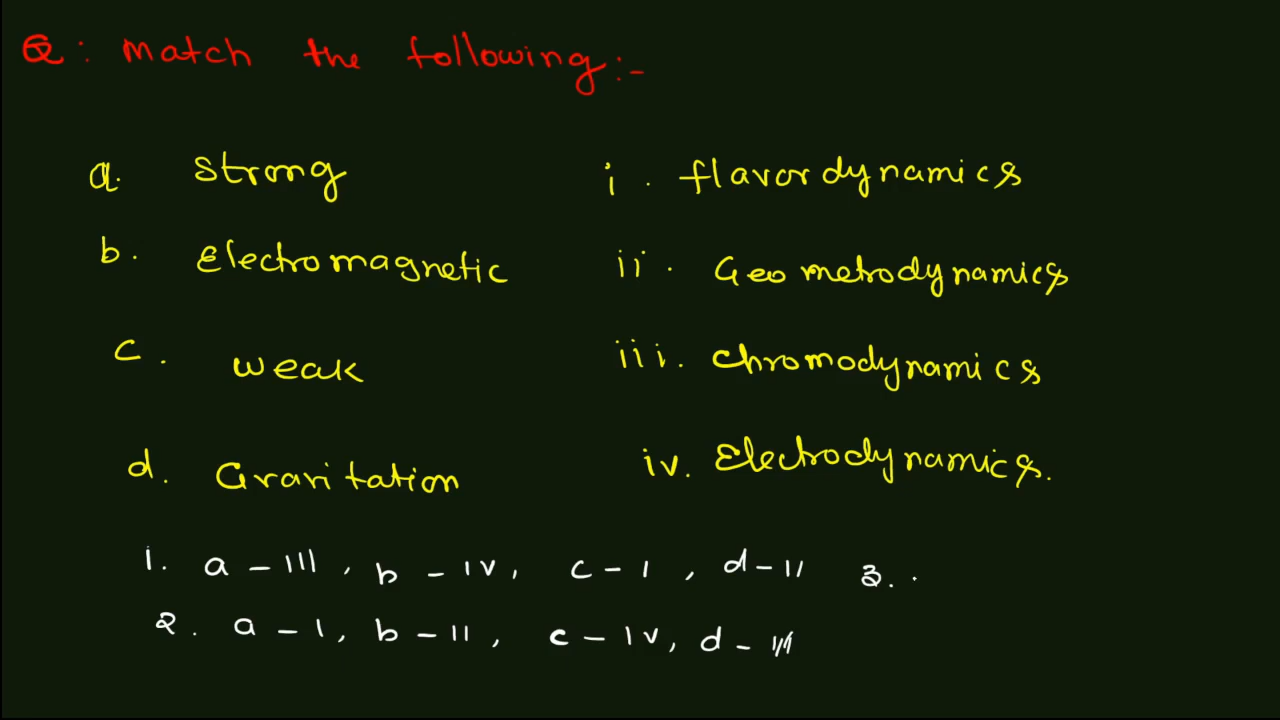 Q: Match the following:-
a. Strong i. flavordynamics
b. Electromagnetic ii. Geometrodynamics
c. weak iii. chromodynamics
d. Gravitation iv. Electrodynamics.
1. a - III, b - IV, c - I, d - II 3. .
2. a - I, b - II, c - IV, d - III